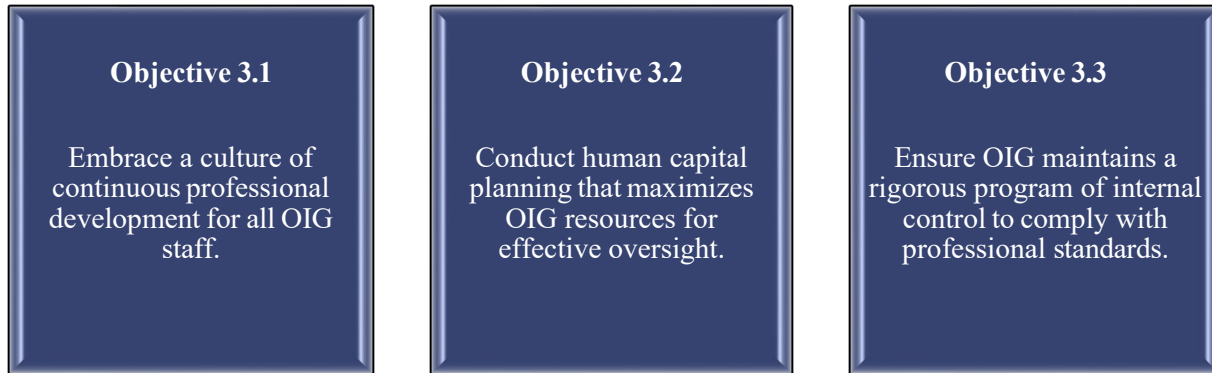 Objective 3.1
Embrace a culture of
continuous professional
development for all OIG
staff.
Objective 3.2
Conduct human capital
planning that maximizes
OIG resources for
effective oversight.
Objective 3.3
Ensure OIG maintains a
rigorous program of internal
control to comply with
professional standards.